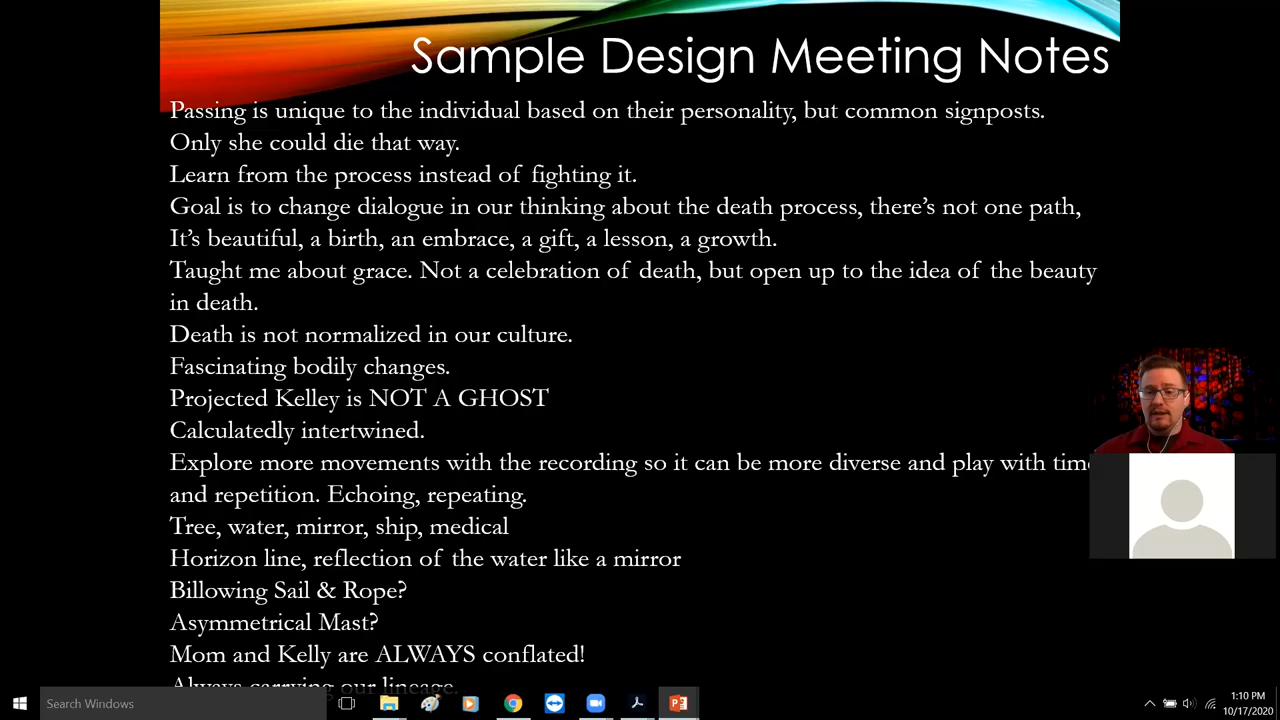 Sample Design Meeting Notes
Passing is unique to the individual based on their personality, but common signposts.
Only she could die that way.
Learn from the process instead of fighting it.
Goal is to change dialogue in our thinking about the death process, there's not one path,
It's beautiful, a birth, an embrace, a gift, a lesson, a growth.
Taught me about grace. Not a celebration of death, but open up to the idea of the beauty
in death.
Death is not normalized in our culture.
Fascinating bodily changes.
Projected Kelley is NOT A GHOST
Calculatedly intertwined.
Explore more movements with the recording so it can be more diverse and play with time
and repetition. Echoing, repeating.
Tree, water, mirror, ship, medical
Horizon line, reflection of the water like a mirror
Billowing Sail & Rope?
Asymmetrical Mast?
Mom and Kelly are ALWAYS conflated!
Always carrying our lineage.
Search Windows
1:10 PM
10/17/2020